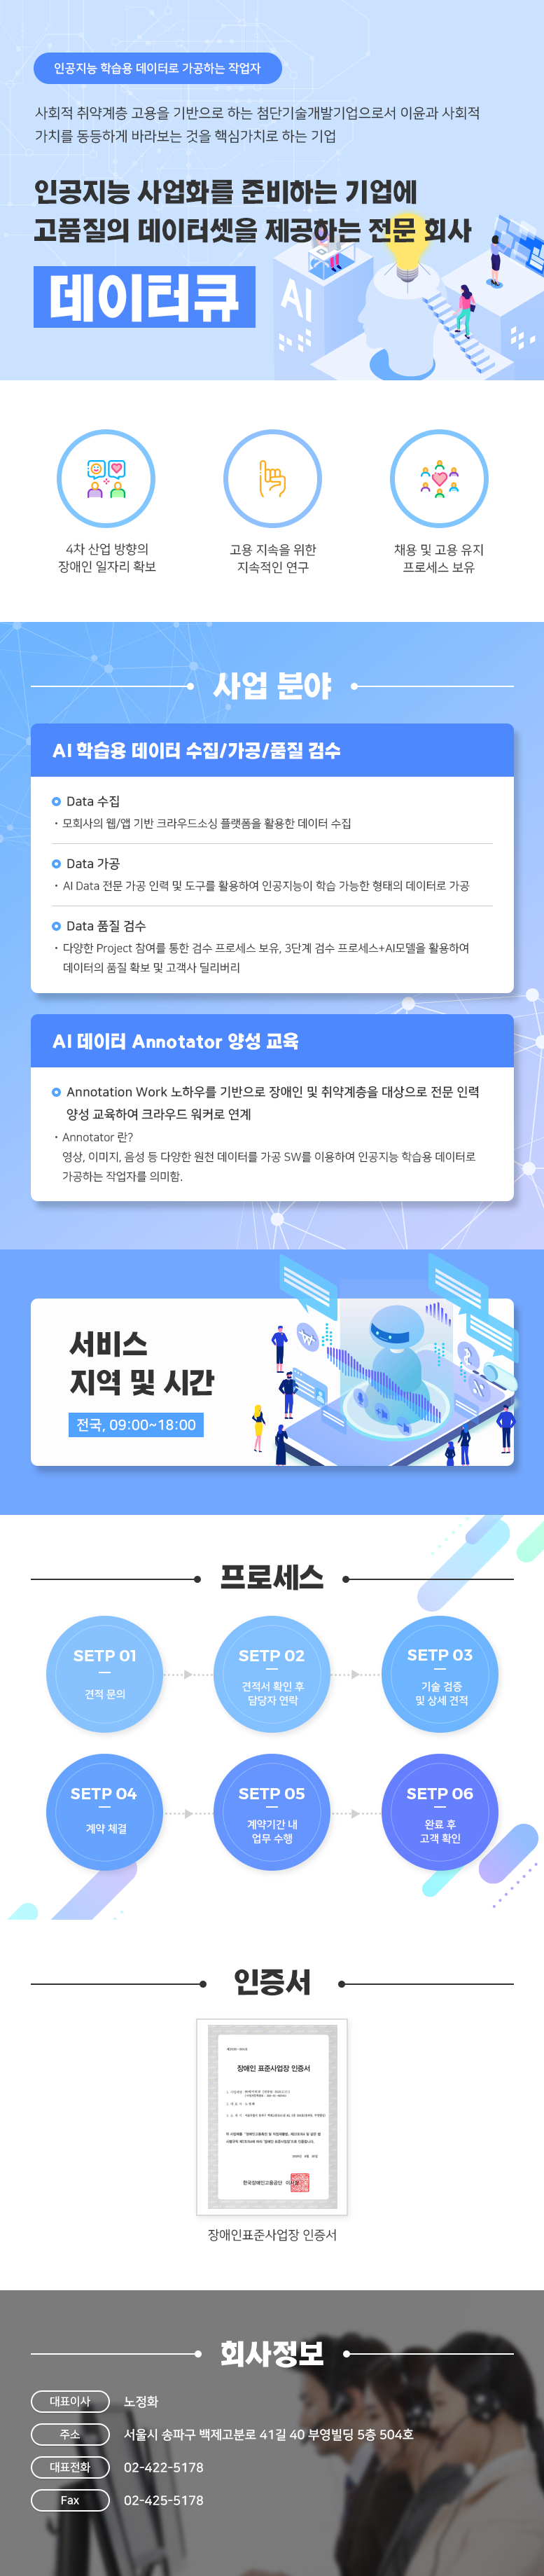 인공지능 학습용 데이터로 가공하는 작업자
사회적 취약계층 고용을 기반으로 하는 첨단기술개발기업으로서 이윤과 사회적
가치를 동등하게 바라보는 것을 핵심가치로 하는 기업
인공지능 사업화를 준비하는 기업에
고품질의 데이터셋을 제공하는 전문 회사
데이터큐
AI
4차 산업 방향의
장애인 일자리 확보
고용 지속을 위한
지속적인 연구
채용 및 고용 유지
프로세스 보유
사업 분야
AI 학습용 데이터 수집/가공/품질 검수
Data 수집
· 모회사의 웹/앱 기반 크라우드소싱 플랫폼을 활용한 데이터 수집
Data 가공
· AI Data 전문 가공 인력 및 도구를 활용하여 인공지능이 학습 가능한 형태의 데이터로 가공
Data 품질 검수
· 다양한 Project 참여를 통한 검수 프로세스 보유, 3단계 검수 프로세스+AI모델을 활용하여
데이터의 품질 확보 및 고객사 딜리버리
AI 데이터 Annotator 양성 교육
Annotation Work 노하우를 기반으로 장애인 및 취약계층을 대상으로 전문 인력
양성 교육하여 크라우드 워커로 연계
· Annotator 란?
영상, 이미지, 음성 등 다양한 원천 데이터를 가공 SW를 이용하여 인공지능 학습용 데이터로
가공하는 작업자를 의미함.
서비스
지역 및 시간
전국, 09:00~18:00
프로세스
SETP 01
견적 문의
SETP 02
견적서 확인 후
담당자 연락
SETP 03
기술 검증
및 상세 견적
SETP 04
계약 체결
SETP 05
계약기간 내
업무 수행
SETP 06
완료 후
고객 확인
인증서
장애인 표준사업장 인증서
한국장애인고용공단
장애인표준사업장 인증서
회사정보
대표이사 노정화
주소 서울시 송파구 백제고분로 41길 40 부영빌딩 5층 504호
대표전화 02-422-5178
Fax 02-425-5178